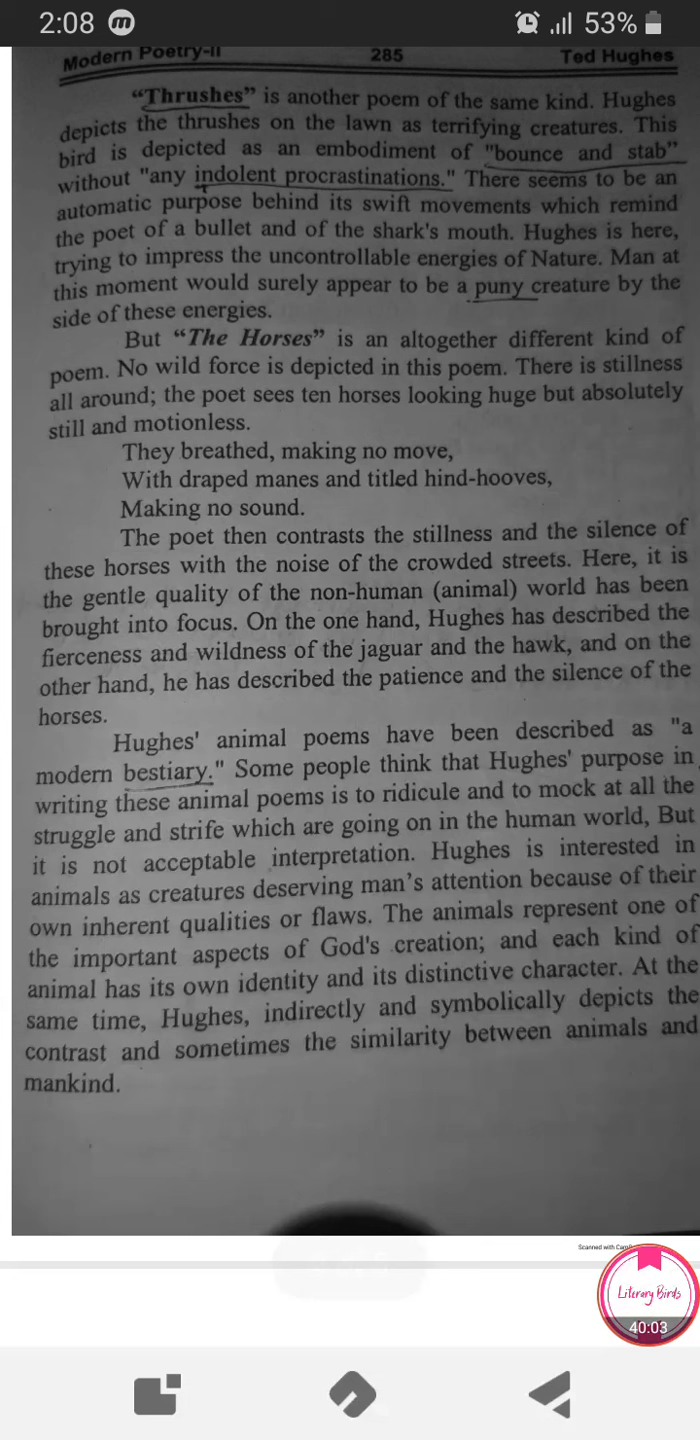 2:08 m 53%
Modern Poetry-II 285 Ted Hughes
"Thrushes" is another poem of the same kind. Hughes
depicts the thrushes on the lawn as terrifying creatures. This
bird is depicted as an embodiment of "bounce and stab"
without "any indolent procrastinations." There seems to be an
automatic purpose behind its swift movements which remind
the poet of a bullet and of the shark's mouth. Hughes is here,
trying to impress the uncontrollable energies of Nature. Man at
this moment would surely appear to be a puny creature by the
side of these energies.
But "The Horses" is an altogether different kind of
poem. No wild force is depicted in this poem. There is stillness
all around; the poet sees ten horses looking huge but absolutely
still and motionless.
They breathed, making no move,
With draped manes and titled hind-hooves,
Making no sound.
The poet then contrasts the stillness and the silence of
these horses with the noise of the crowded streets. Here, it is
the gentle quality of the non-human (animal) world has been
brought into focus. On the one hand, Hughes has described the
fierceness and wildness of the jaguar and the hawk, and on the
other hand, he has described the patience and the silence of the
horses.
Hughes' animal poems have been described as "a
modern bestiary." Some people think that Hughes' purpose in
writing these animal poems is to ridicule and to mock at all the
struggle and strife which are going on in the human world, But
it is not acceptable interpretation. Hughes is interested in
animals as creatures deserving man's attention because of their
own inherent qualities or flaws. The animals represent one of
the important aspects of God's creation; and each kind of
animal has its own identity and its distinctive character. At the
same time, Hughes, indirectly and symbolically depicts the
contrast and sometimes the similarity between animals and
mankind.
Scanned with
Literary Birds
40:03